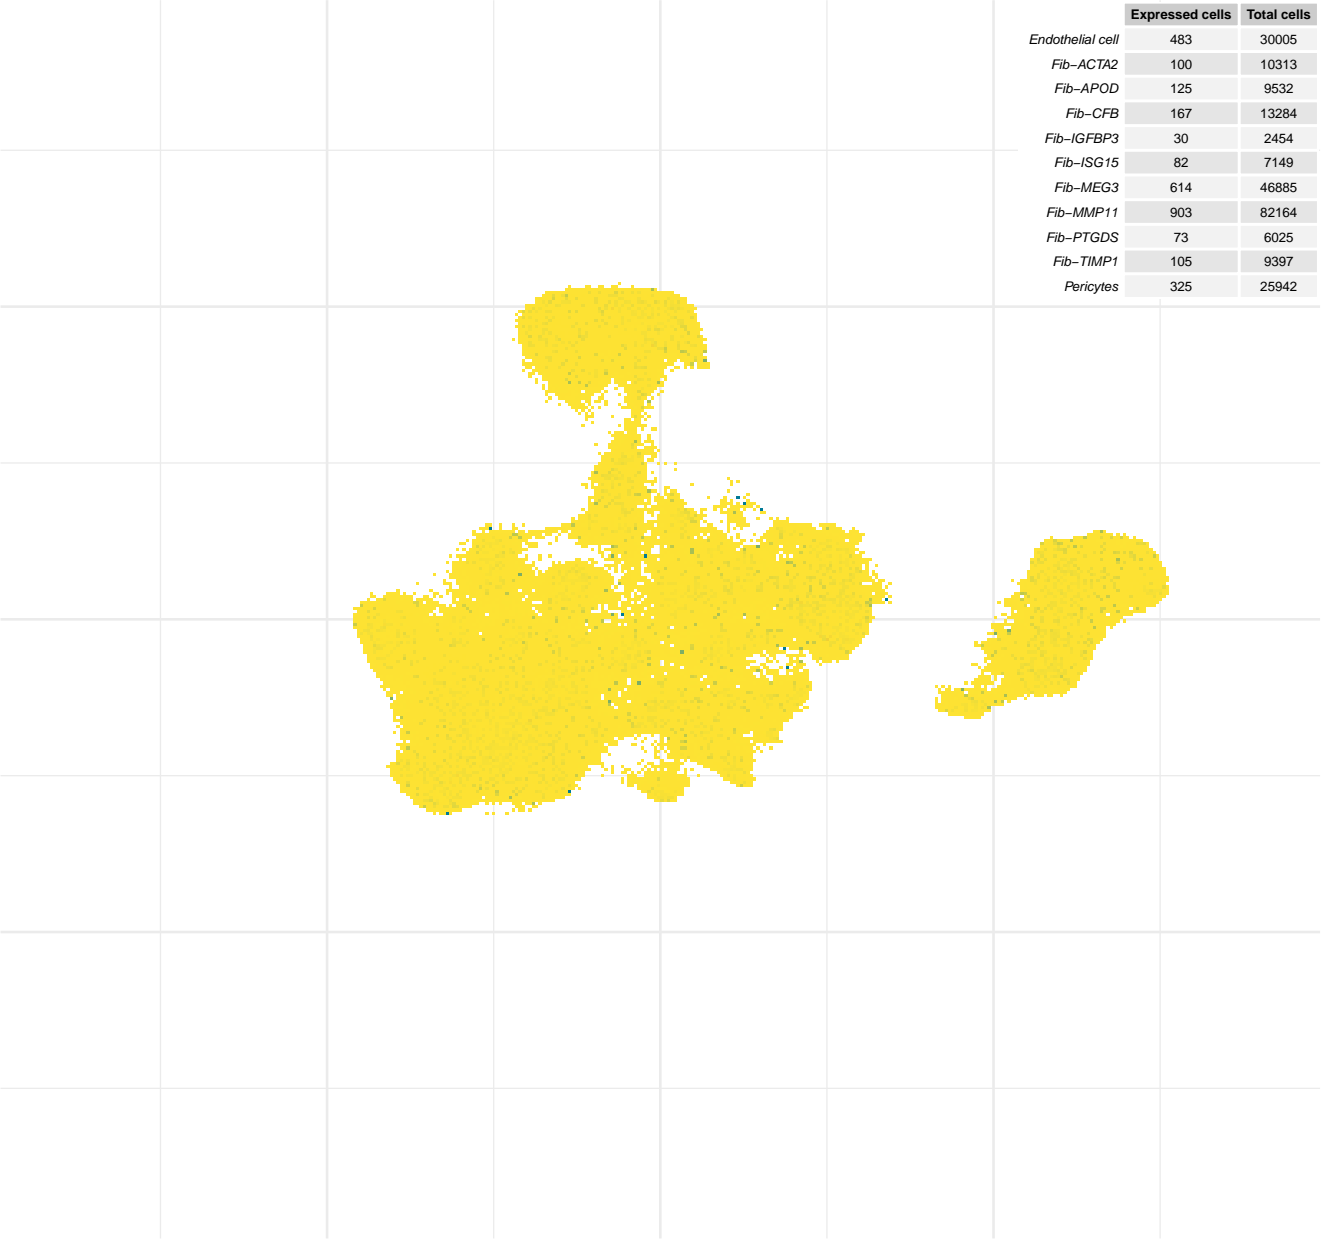 Expressed cells Total cells
Endothelial cell 483 30005
Fib−ACTA2 100 10313
Fib−APOD 125 9532
Fib−CFB 167 13284
Fib−IGFBP3 30 2454
Fib−ISG15 82 7149
Fib−MEG3 614 46885
Fib−MMP11 903 82164
Fib−PTGDS 73 6025
Fib−TIMP1 105 9397
Pericytes 325 25942